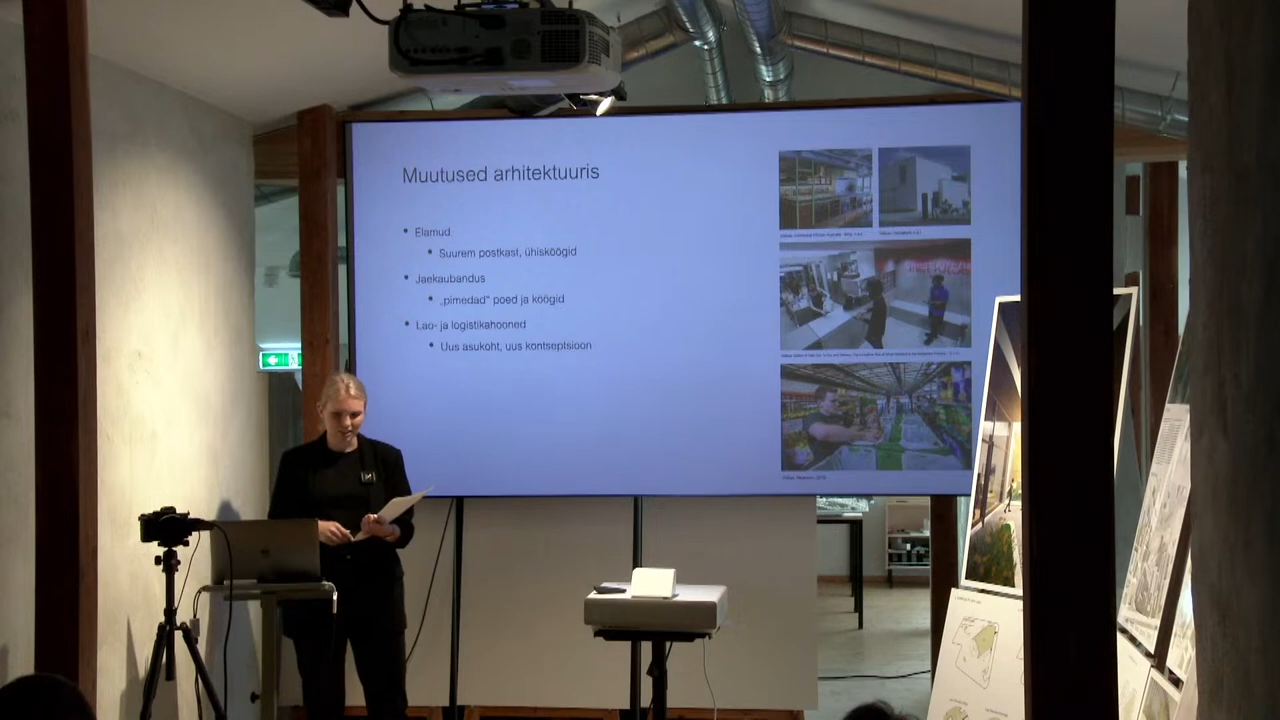 Muutused arhitektuuris
• Elamud
• Suurem postkast, ühisköögid
• Jaekaubandus
• „pimedad“ poed ja köögid
• Lao- ja logistikahooned
• Uus asukoht, uus kontseptsioon